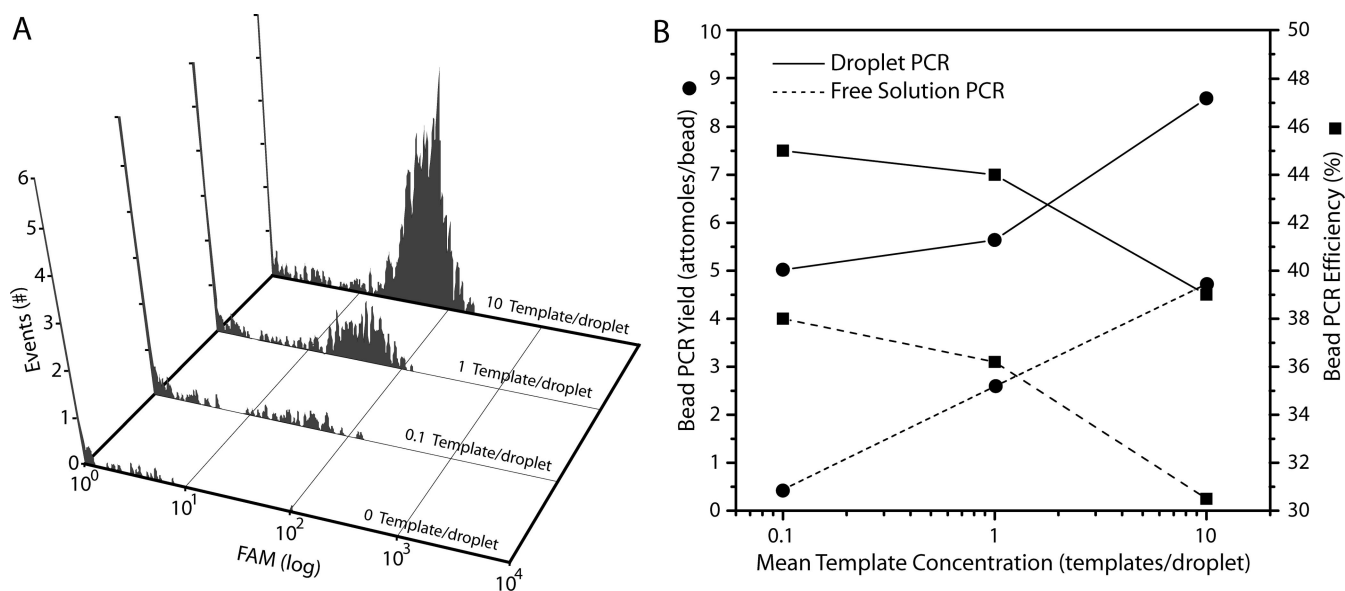 A
6
5
4
3
2
1
0
Events (#)
10^0
10^1
10^2
10^3
10^4
FAM (log)
10 Template/droplet
1 Template/droplet
0.1 Template/droplet
0 Template/droplet
B
Droplet PCR
Free Solution PCR
10
9
8
7
6
5
4
3
2
1
0
Bead PCR Yield (attomoles/bead)
50
48
46
44
42
40
38
36
34
32
30
Bead PCR Efficiency (%)
0.1
1
10
Mean Template Concentration (templates/droplet)